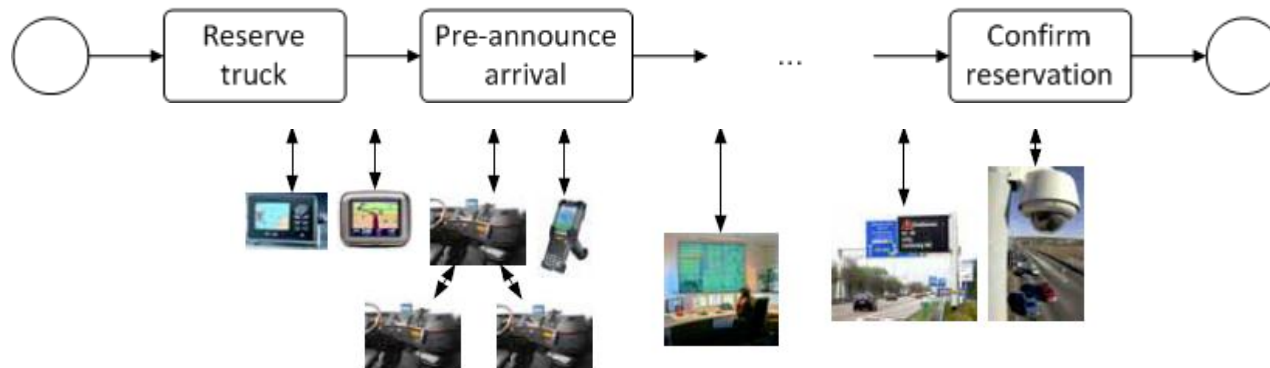 Reserve
truck
Pre-announce
arrival
...
Confirm
reservation